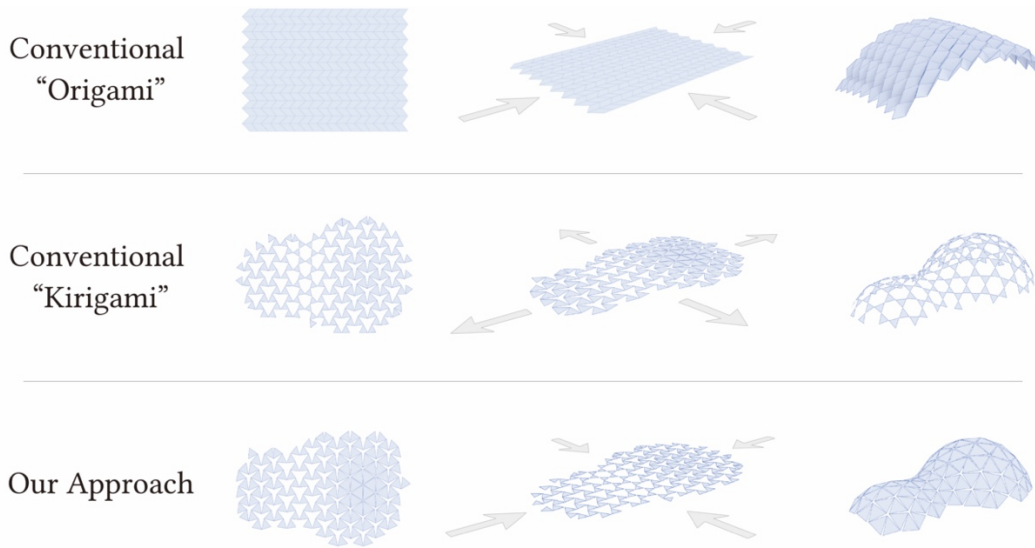 Conventional
“Origami”
Conventional
“Kirigami”
Our Approach